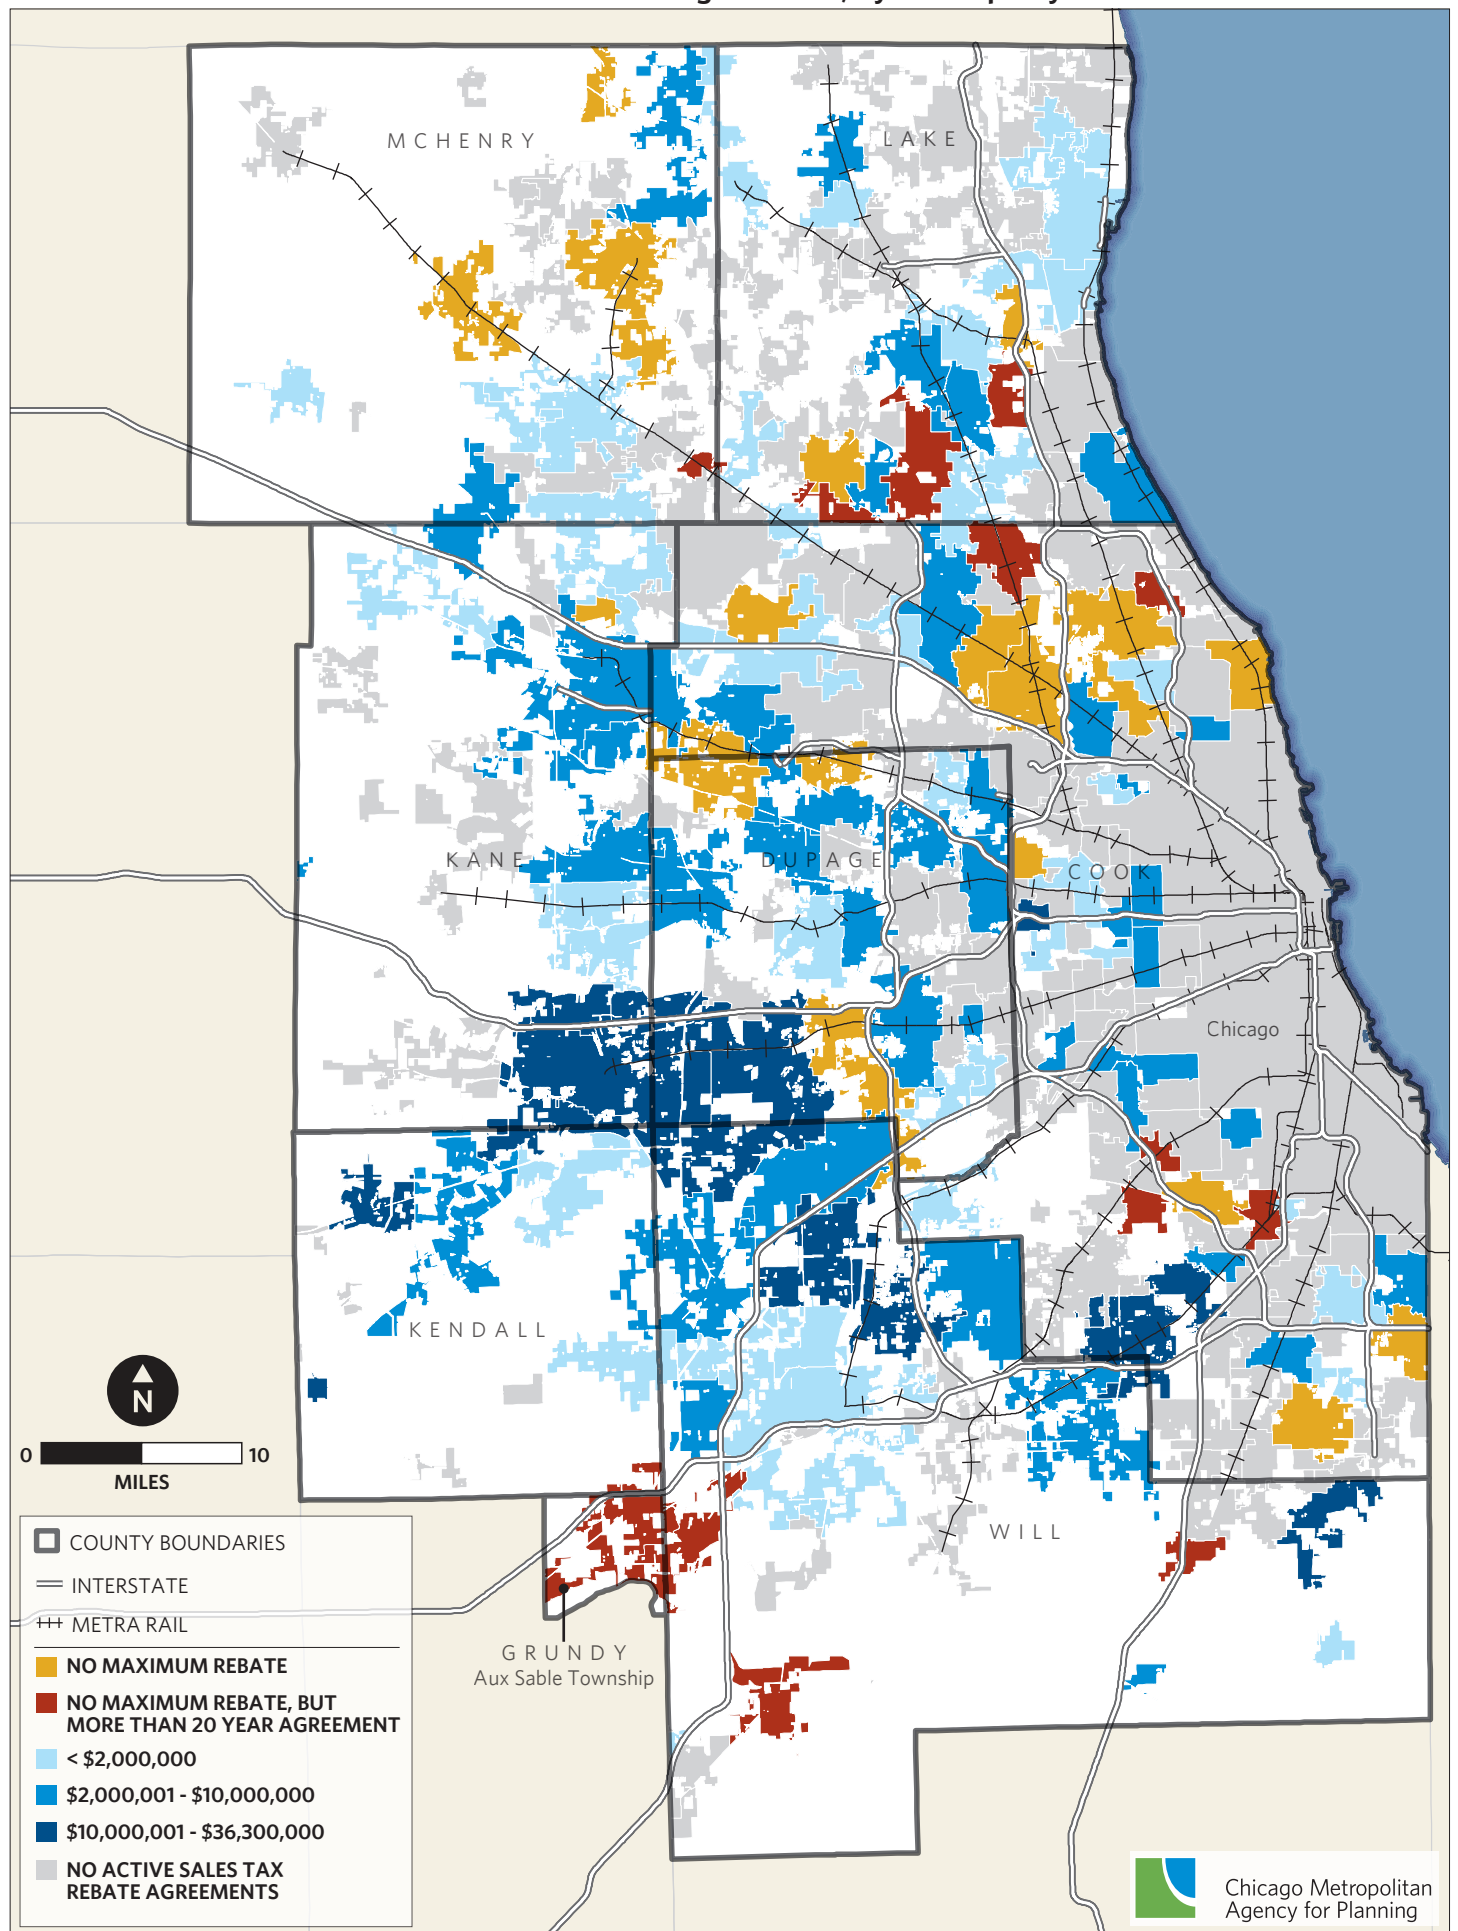 MCHENRY
LAKE
KANE
DUPAGE
COOK
Chicago
KENDALL
N
0
10
MILES
WILL
GRUNDY
Aux Sable Township
COUNTY BOUNDARIES
INTERSTATE
METRA RAIL
NO MAXIMUM REBATE
NO MAXIMUM REBATE, BUT
MORE THAN 20 YEAR AGREEMENT
< $2,000,000
$2,000,001 - $10,000,000
$10,000,001 - $36,300,000
NO ACTIVE SALES TAX
REBATE AGREEMENTS
Chicago Metropolitan
Agency for Planning